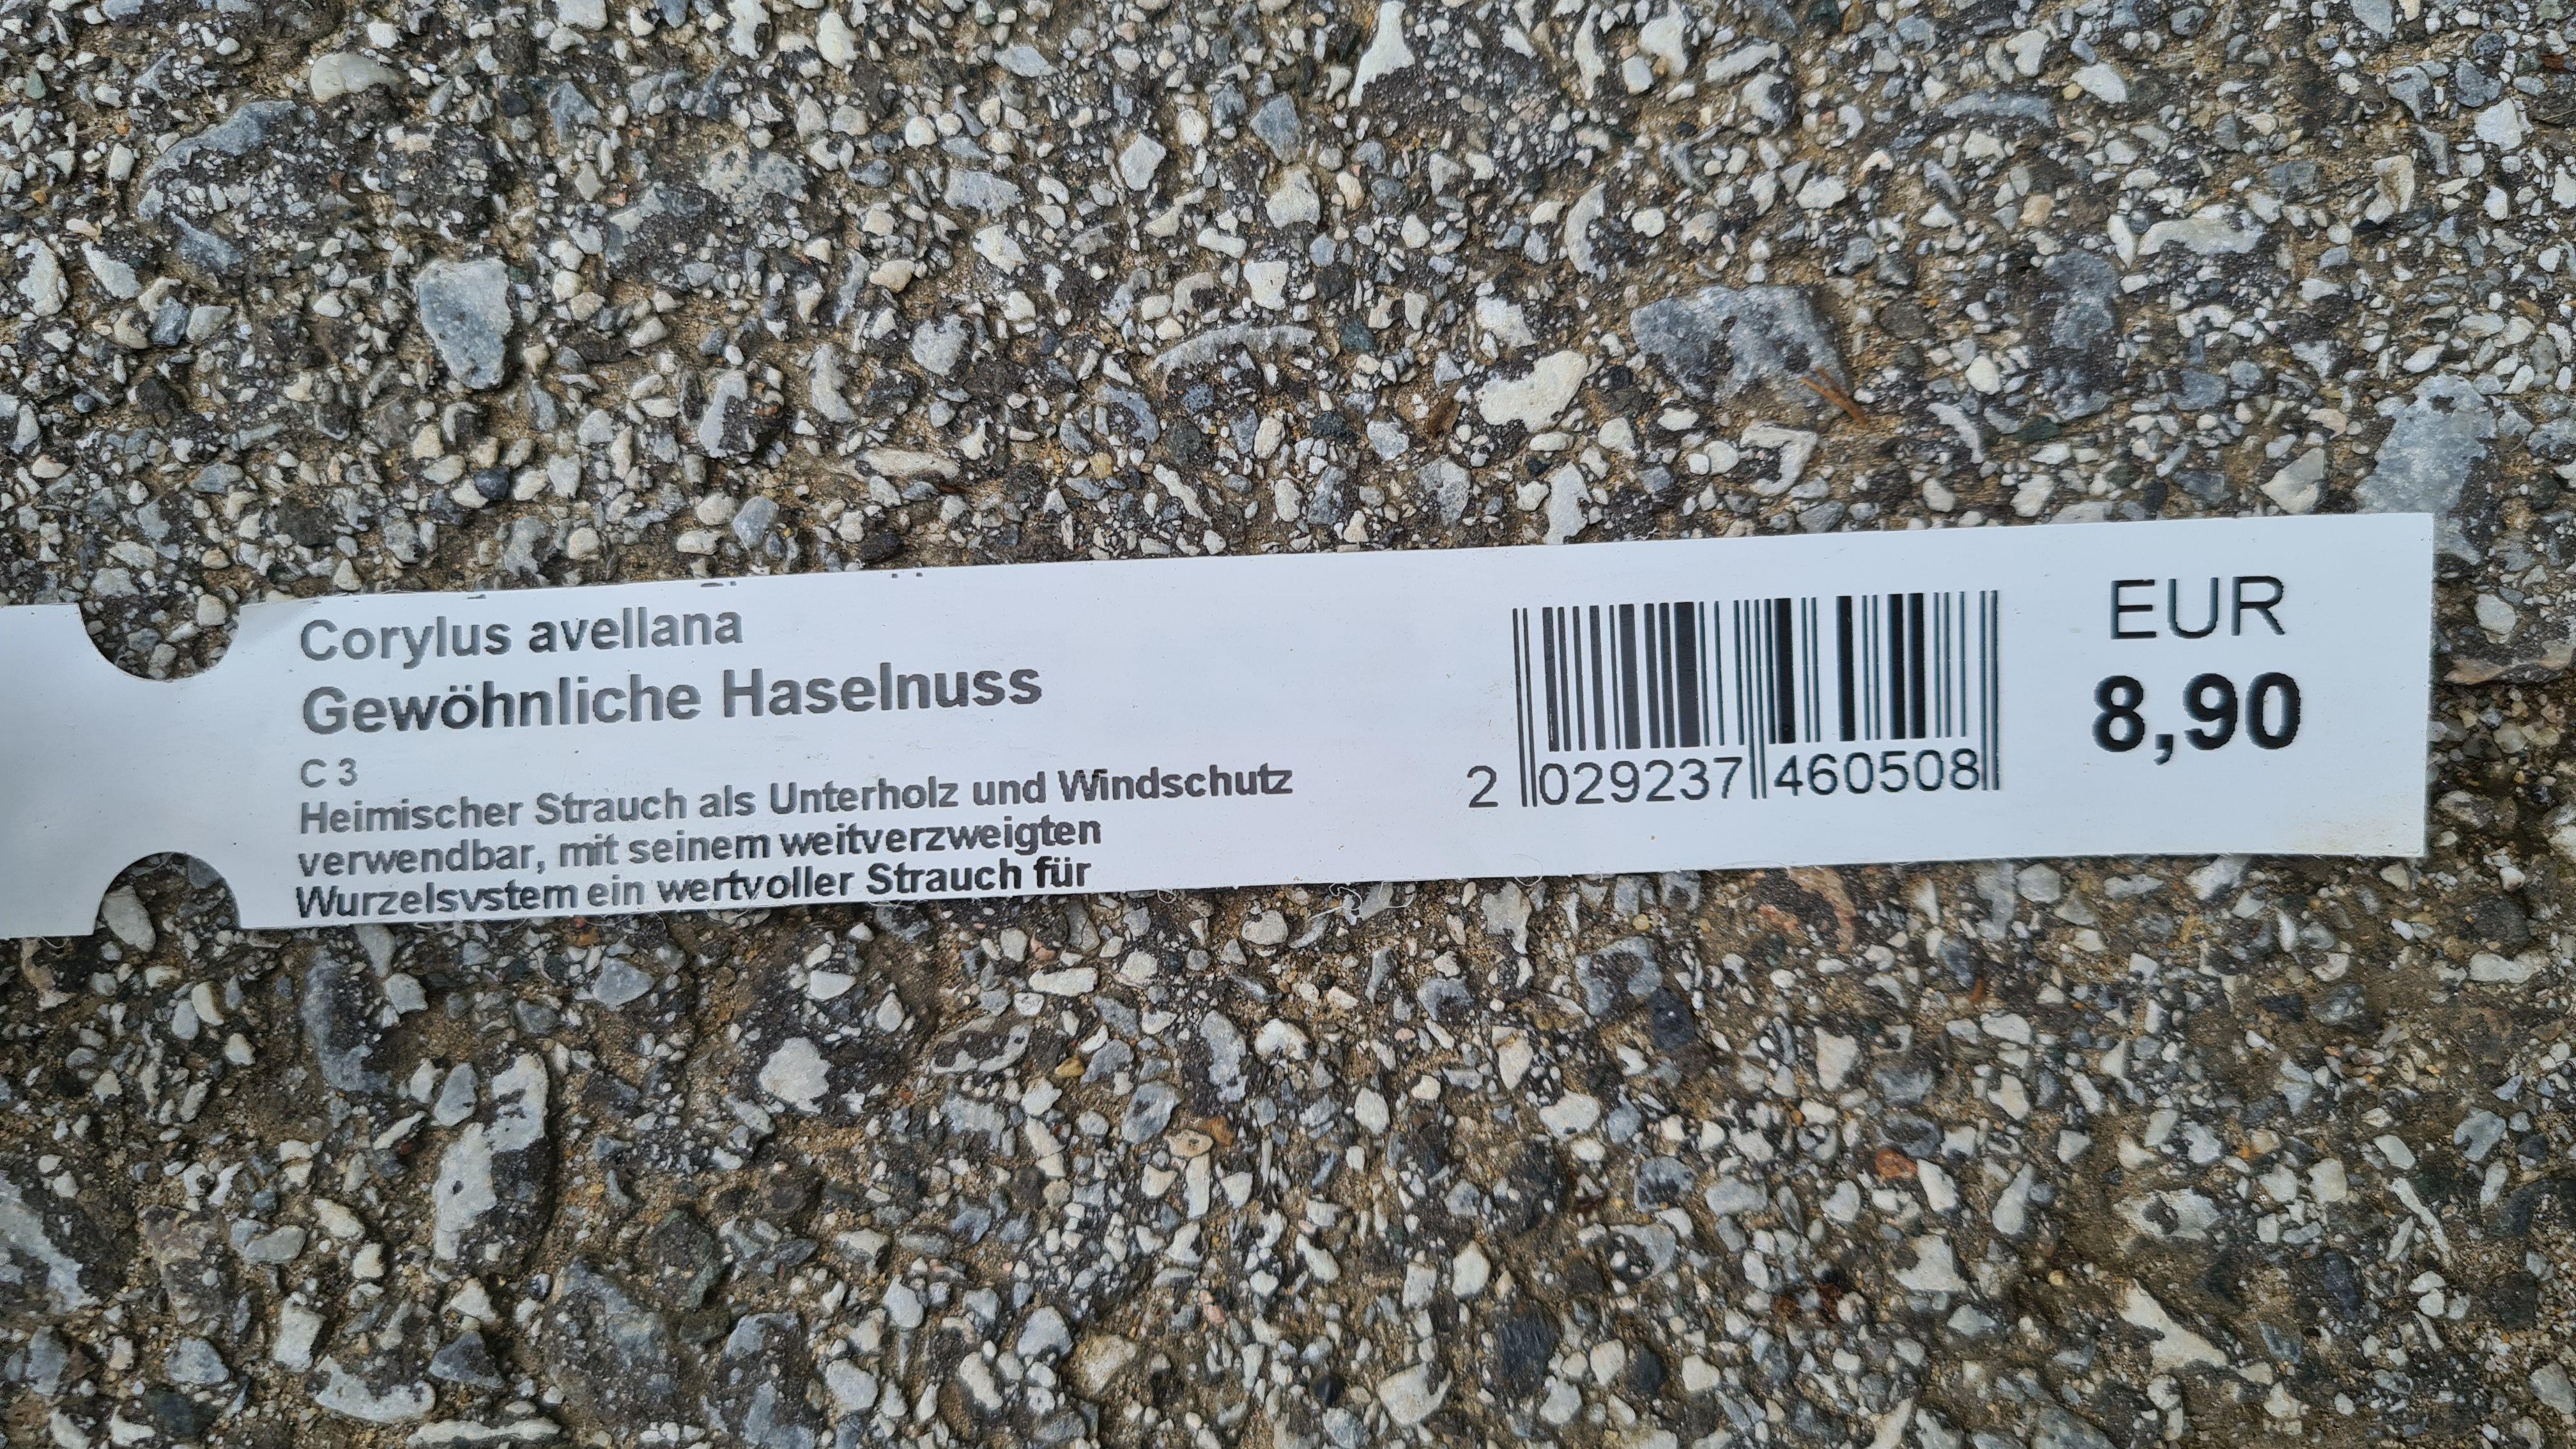 Corylus avellana
Gewöhnliche Haselnuss
C 3
Heimischer Strauch als Unterholz und Windschutz
verwendbar, mit seinem weitverzweigten
Wurzelsystem ein wertvoller Strauch für
2 029237 460508
EUR
8,90